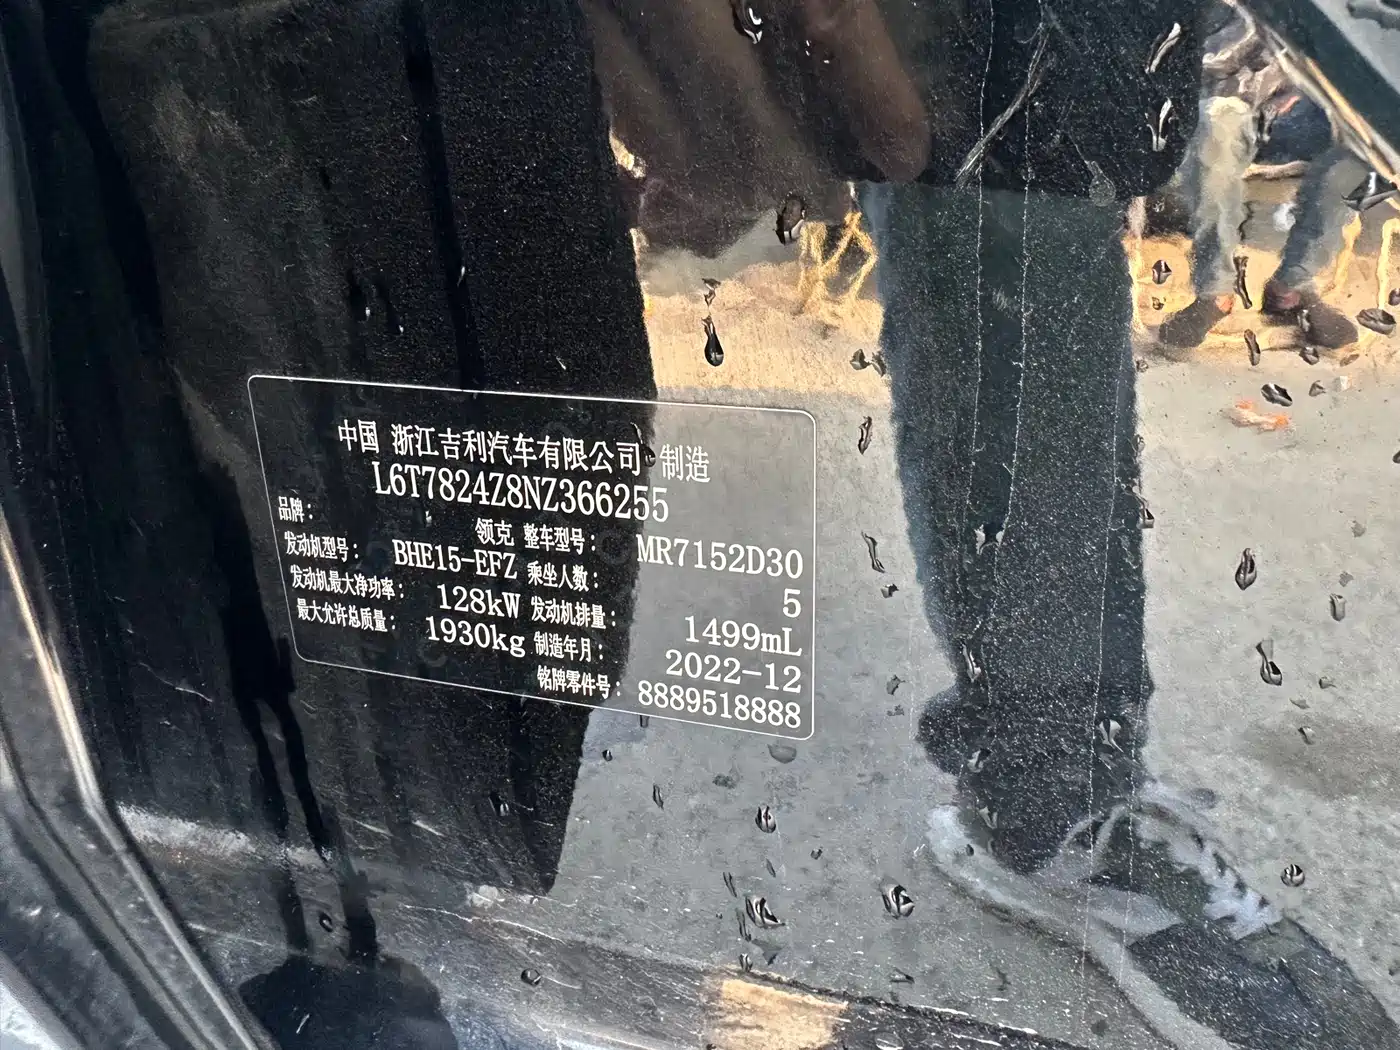 中国 浙江吉利汽车有限公司 制造
L6T7824Z8NZ366255
品牌： 领克 整车型号： MR7152D30
发动机型号： BHE15-EFZ 乘坐人数： 5
发动机最大净功率： 128kW 发动机排量： 1499mL
最大允许总质量： 1930kg 制造年月： 2022-12
铭牌零件号： 8889518888